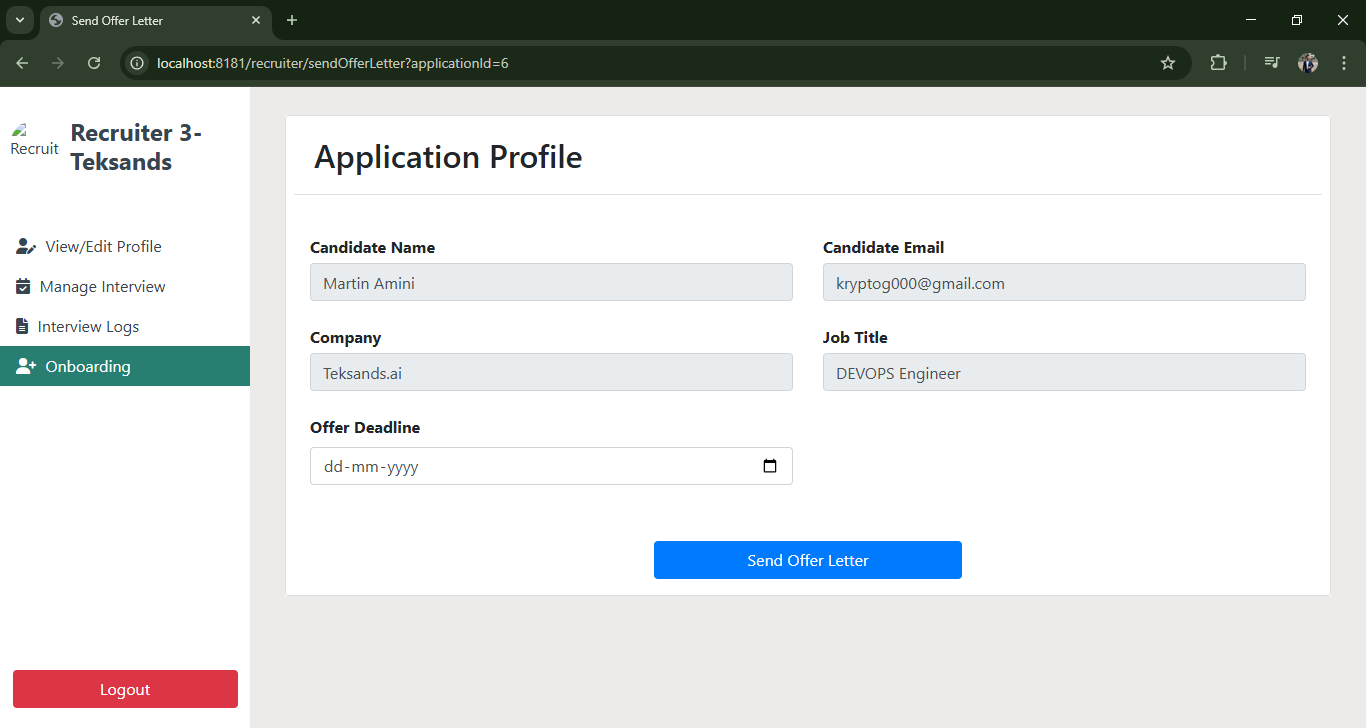 Send Offer Letter
localhost:8181/recruiter/sendOfferLetter?applicationId=6
Recruit
Recruiter 3-
Teksands
View/Edit Profile
Manage Interview
Interview Logs
Onboarding
Logout
Application Profile
Candidate Name
Candidate Email
Martin Amini
kryptog000@gmail.com
Company
Job Title
Teksands.ai
DEVOPS Engineer
Offer Deadline
dd-mm-yyyy
Send Offer Letter